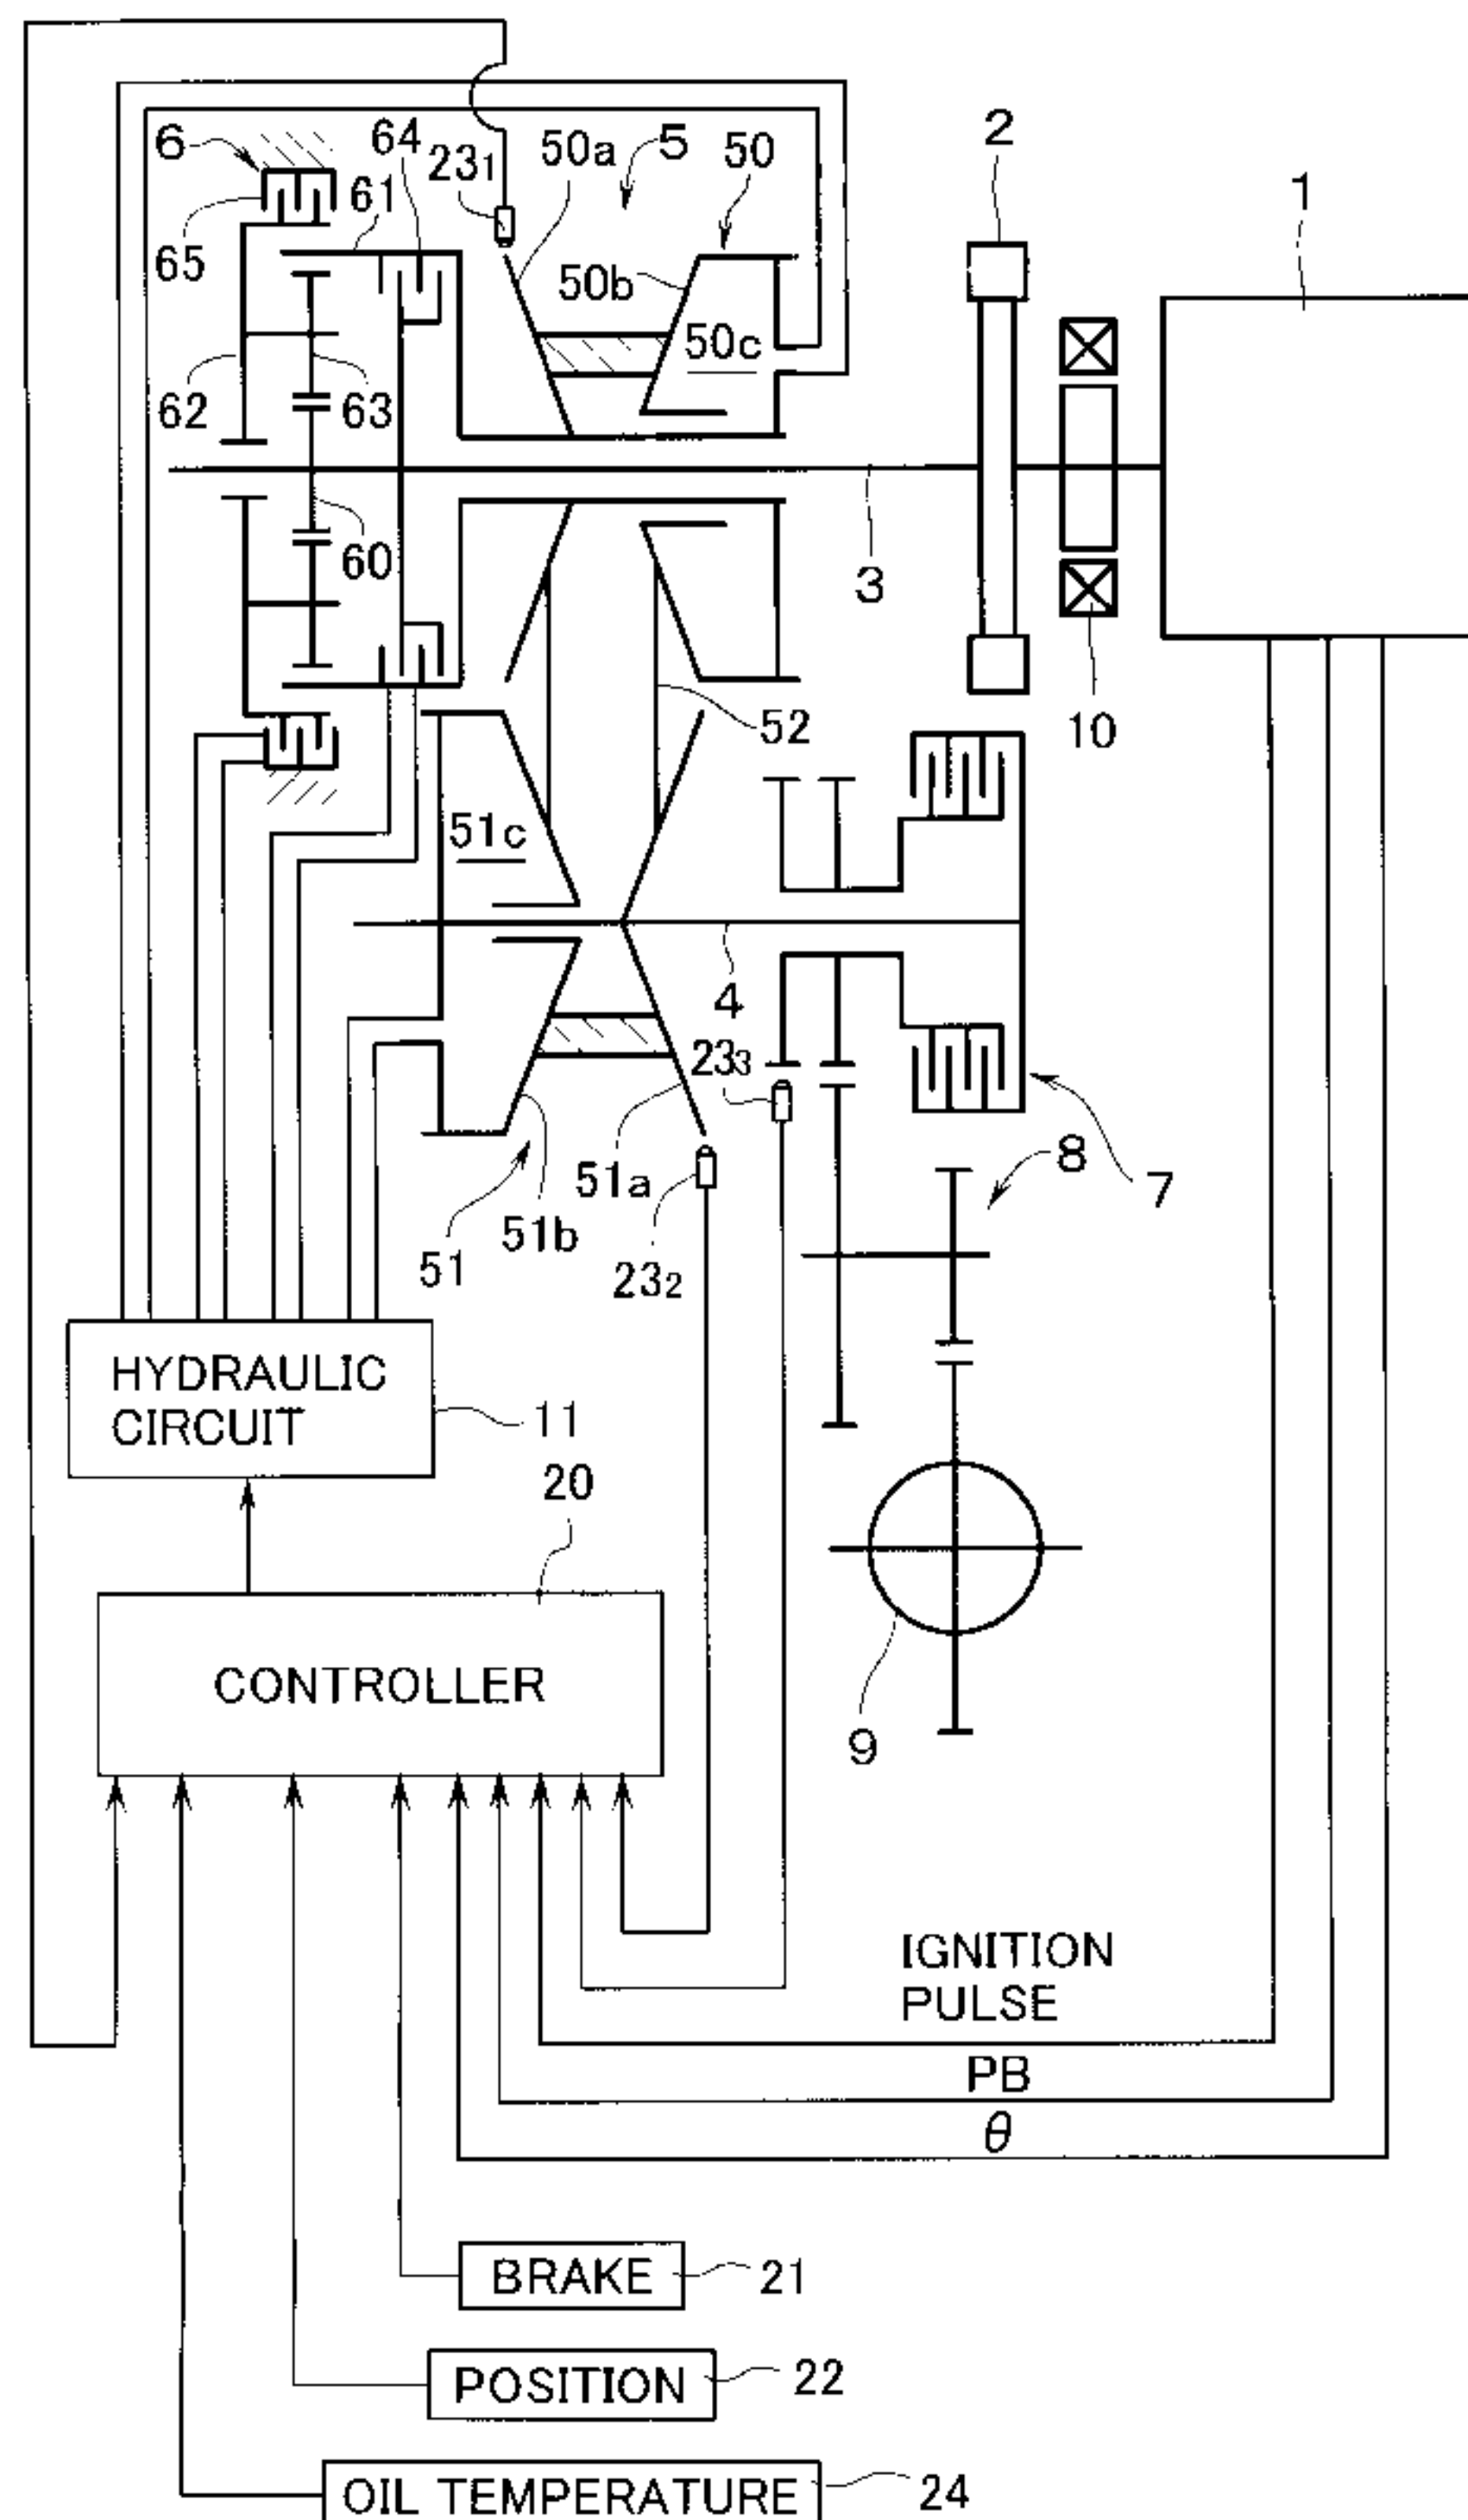 2
1
6
64
23₁
50a
5
50
61
65
50b
50c
62
63
60
3
52
10
51c
4
23₃
8
7
51a
51b
51
23₂
HYDRAULIC
CIRCUIT
11
20
CONTROLLER
9
IGNITION
PULSE
PB
θ
BRAKE
21
POSITION
22
OIL TEMPERATURE
24